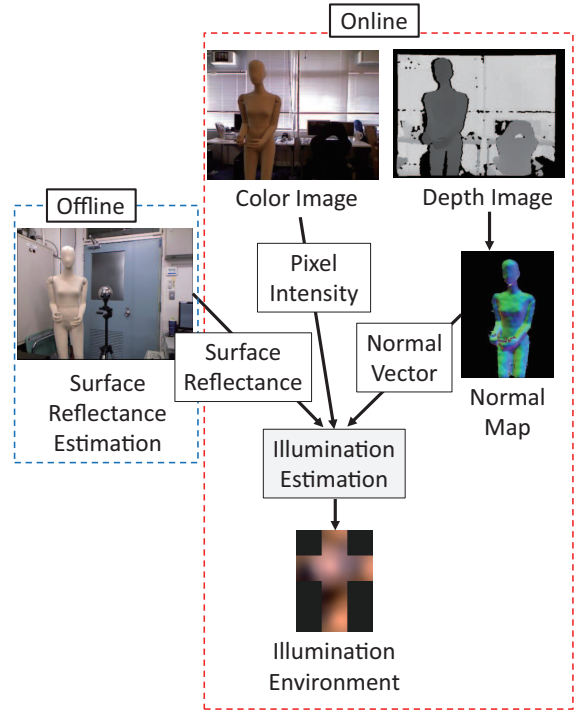 Online
Color Image
Depth Image
Offline
Pixel
Intensity
Surface
Reflectance
Normal
Vector
Surface
Reflectance
Estimation
Normal
Map
Illumination
Estimation
Illumination
Environment